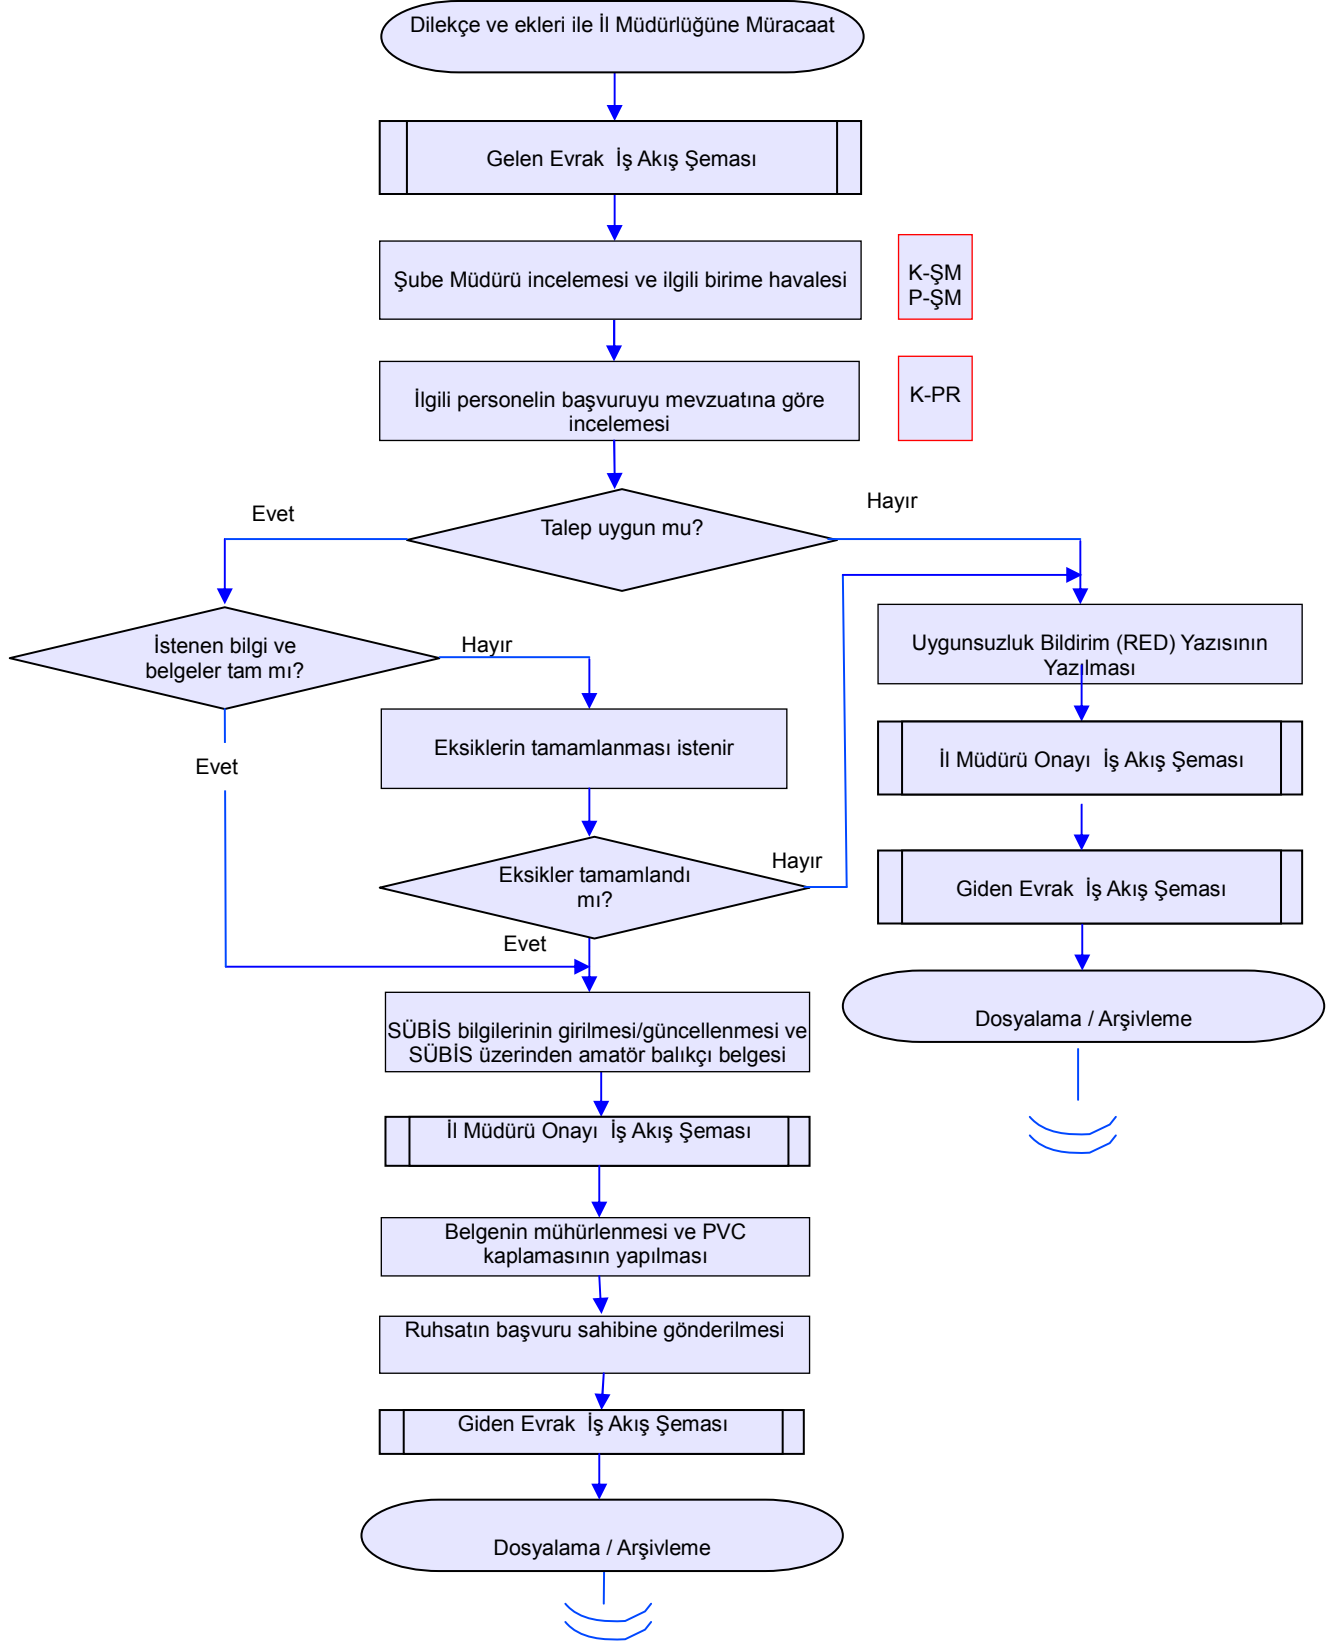 Dilekçe ve ekleri ile İl Müdürlüğüne Müracaat
Gelen Evrak İş Akış Şeması
Şube Müdürü incelemesi ve ilgili birime havalesi
K-ŞM
P-ŞM
İlgili personelin başvuruyu mevzuatına göre
incelemesi
K-PR
Talep uygun mu?
Evet
Hayır
İstenen bilgi ve
belgeler tam mı?
Hayır
Uygunsuzluk Bildirim (RED) Yazısının
Yazılması
Eksiklerin tamamlanması istenir
Evet
İl Müdürü Onayı İş Akış Şeması
Eksikler tamamlandı
mı?
Hayır
Evet
Giden Evrak İş Akış Şeması
Dosyalama / Arşivleme
SÜBİS bilgilerinin girilmesi/güncellenmesi ve
SÜBİS üzerinden amatör balıkçı belgesi
İl Müdürü Onayı İş Akış Şeması
Belgenin mühürlenmesi ve PVC
kaplamasının yapılması
Ruhsatın başvuru sahibine gönderilmesi
Giden Evrak İş Akış Şeması
Dosyalama / Arşivleme